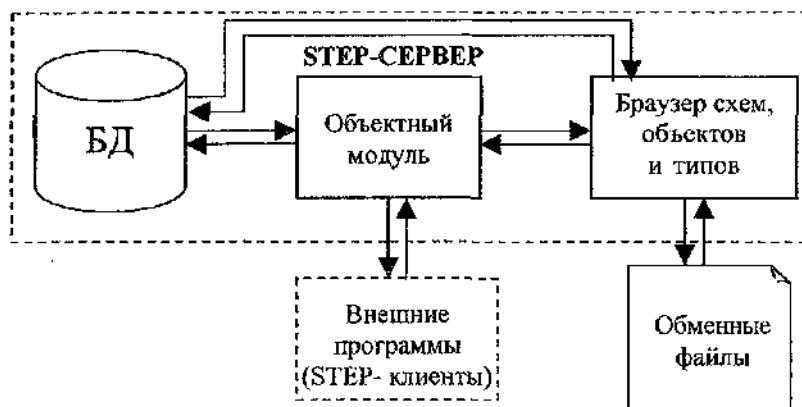 STEP-СЕРВЕР
БД
Объектный
модуль
Браузер схем,
объектов
и типов
Внешние
программы
(STEP- клиенты)
Обменные
файлы